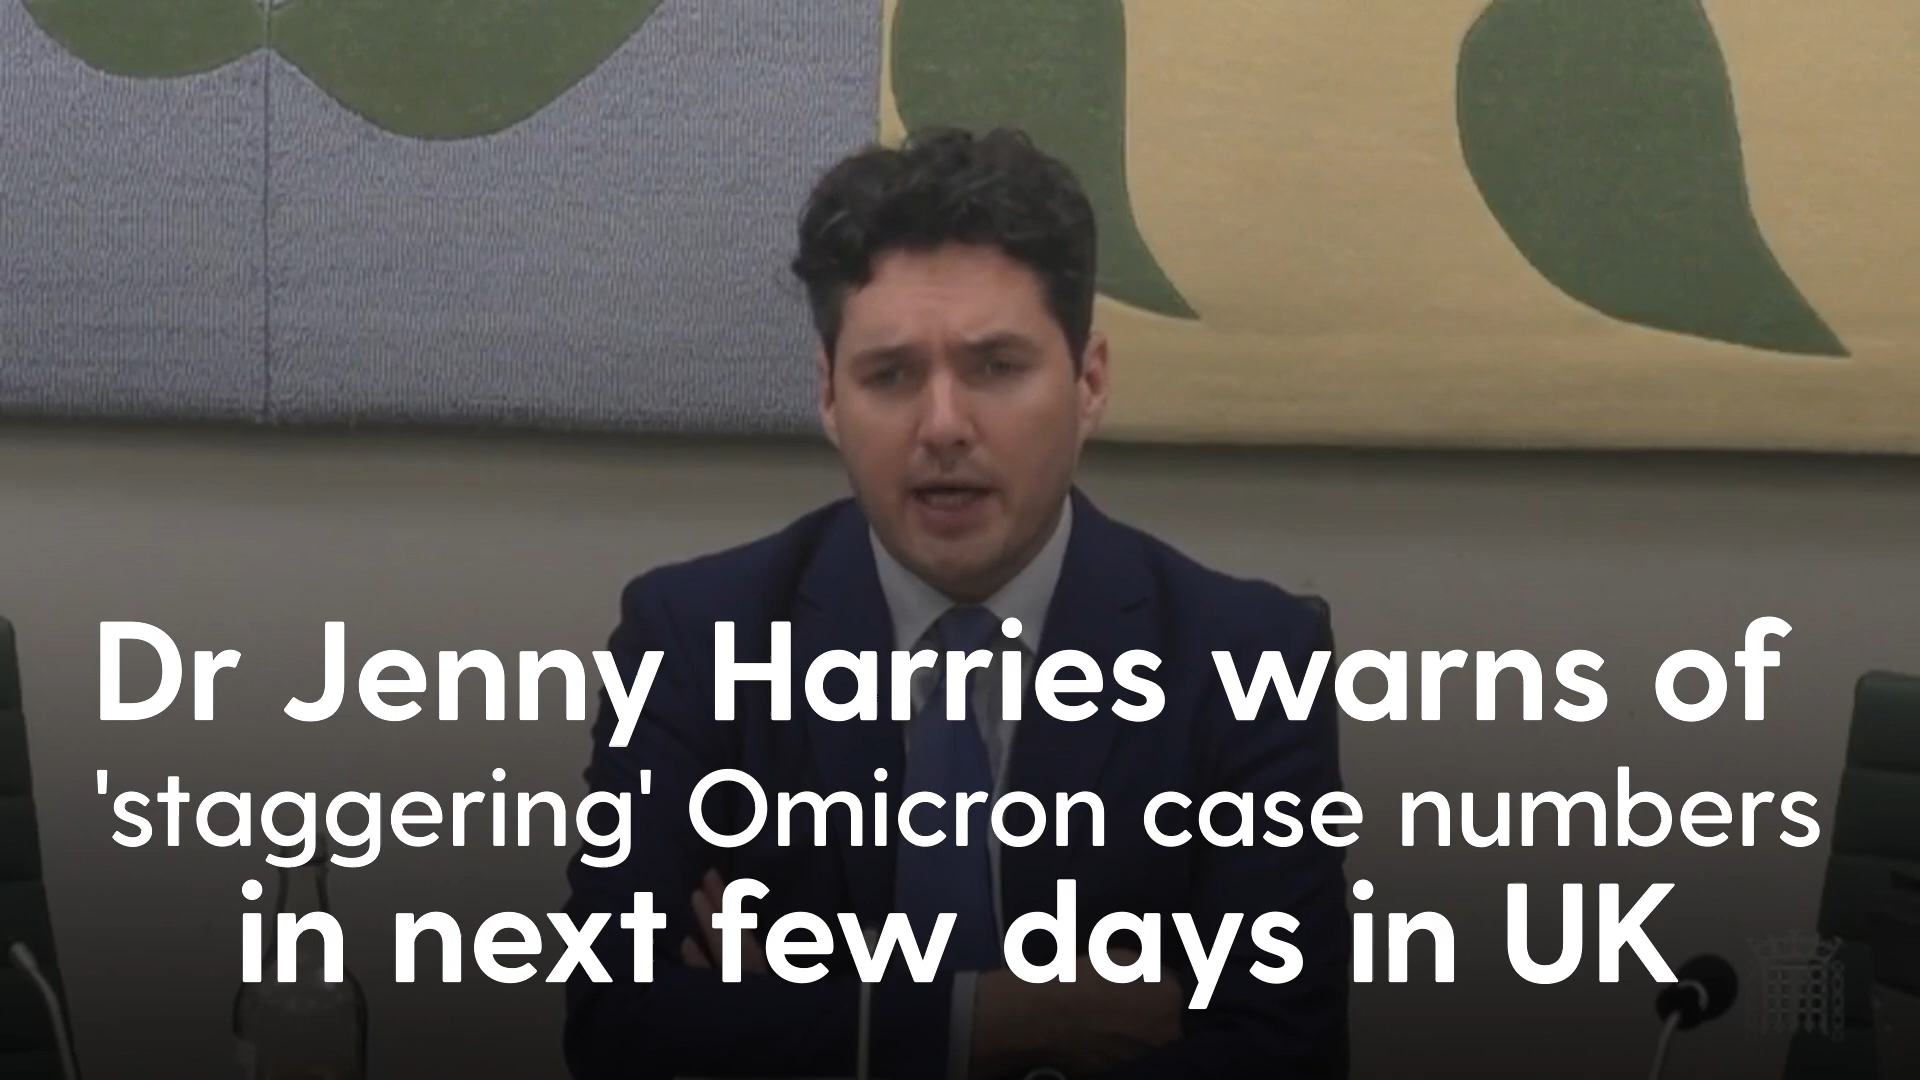 Dr Jenny Harries warns of
'staggering' Omicron case numbers
in next few days in UK